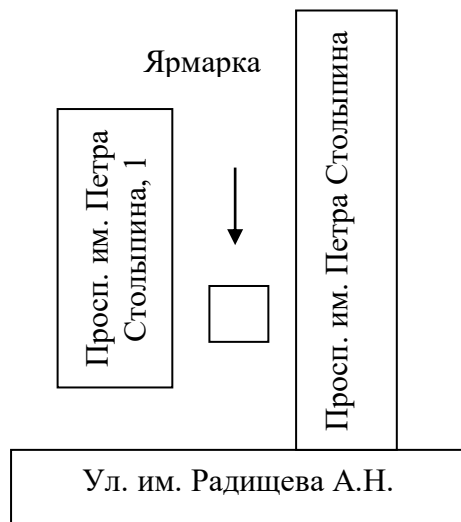 Ярмарка
Просп. им. Петра
Столыпина, 1
Просп. им. Петра Столыпина
Ул. им. Радищева А.Н.